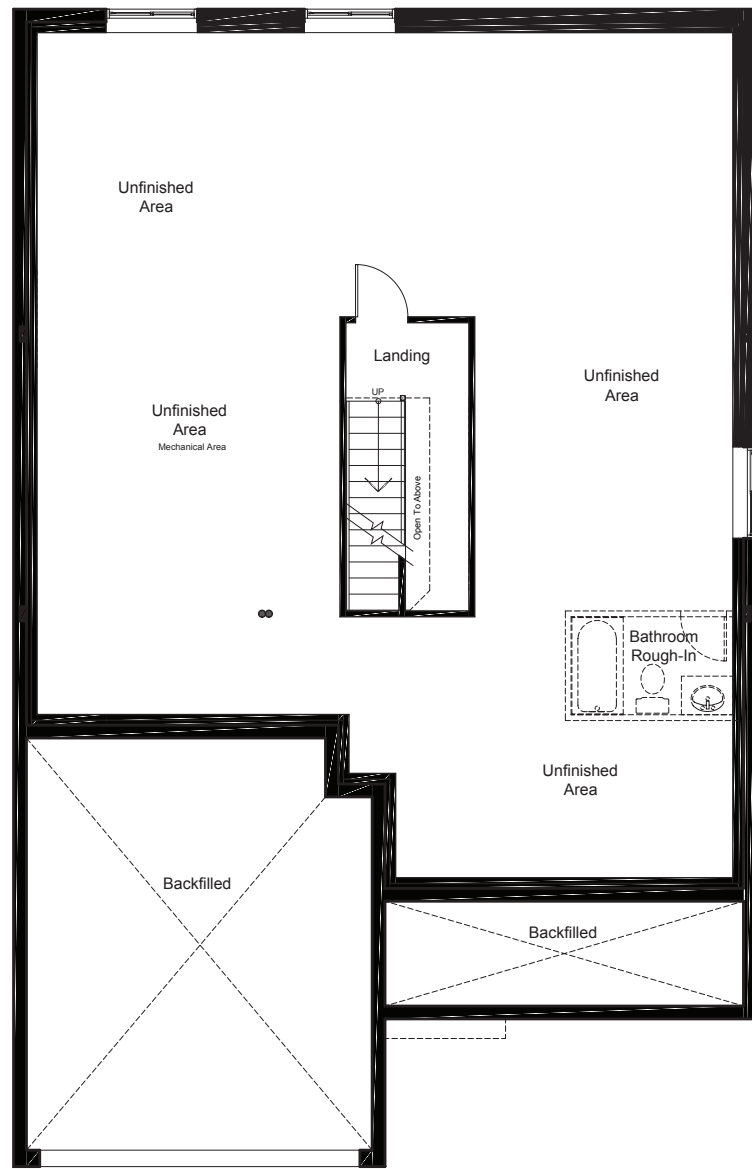 Unfinished
Area
Landing
Unfinished
Area
UP
Unfinished
Area
Mechanical Area
Open To Above
Bathroom
Rough-In
Unfinished
Area
Backfilled
Backfilled